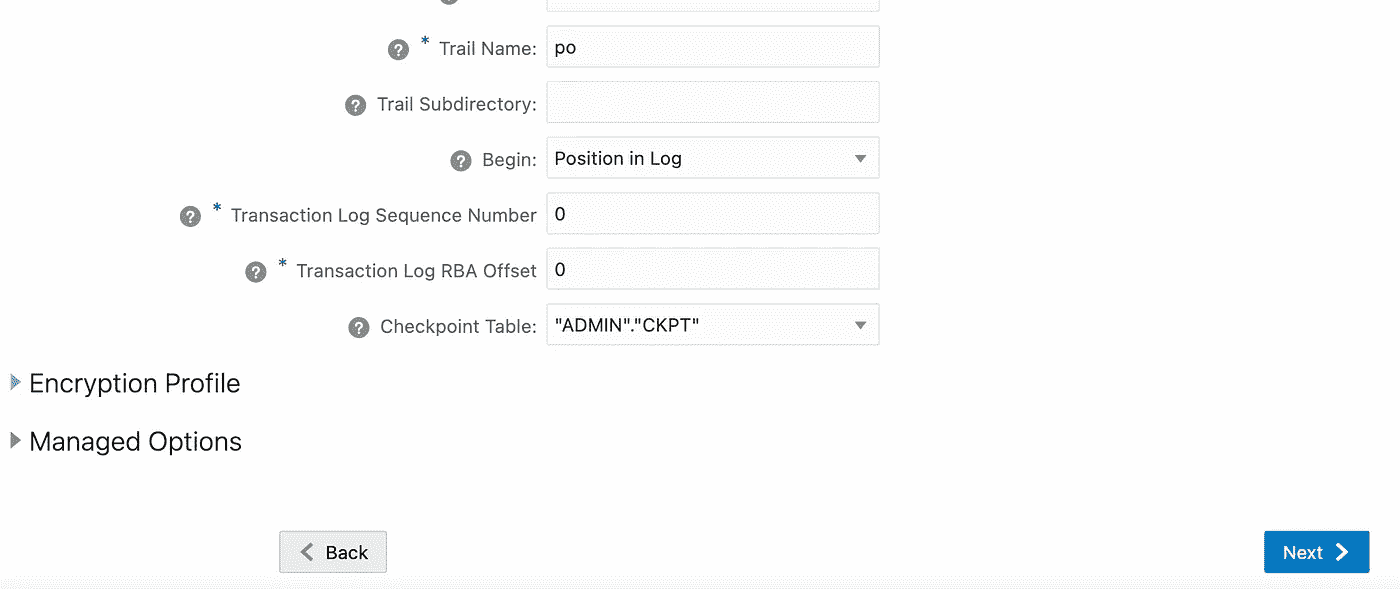 ? * Trail Name: po
? Trail Subdirectory:
? Begin: Position in Log
? * Transaction Log Sequence Number 0
? * Transaction Log RBA Offset 0
? Checkpoint Table: "ADMIN"."CKPT"
Encryption Profile
Managed Options
Back
Next